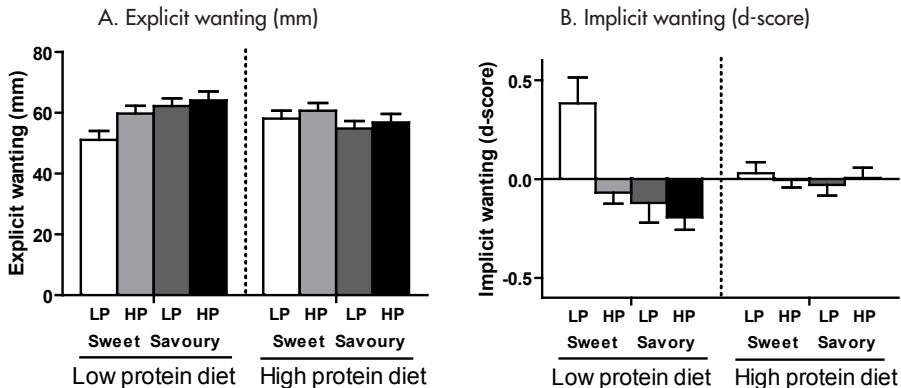 A. Explicit wanting (mm)
Explicit wanting (mm)
80
60
40
20
0
LP HP LP HP LP HP LP HP
Sweet Savoury Sweet Savoury
Low protein diet High protein diet
B. Implicit wanting (d-score)
Implicit wanting (d-score)
0.5
0.0
-0.5
LP HP LP HP LP HP LP HP
Sweet Savory Sweet Savory
Low protein diet High protein diet